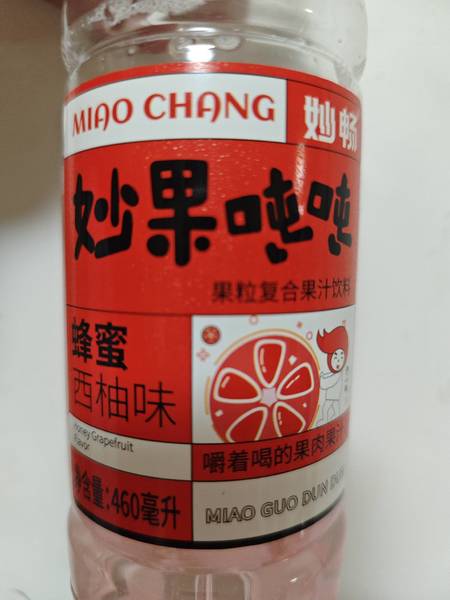 MIAO CHANG
妙畅
妙果吨吨
果粒复合果汁饮料
蜂蜜
西柚味
Honey Grapefruit
Flavor
嚼着喝的果肉果汁
净含量:460毫升
MIAO GUO DUN DUN